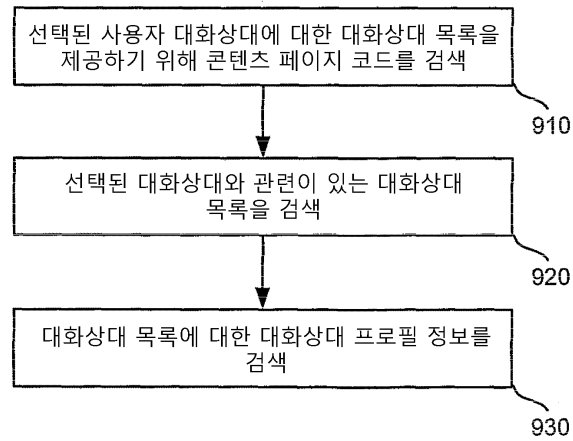 선택된 사용자 대화상대에 대한 대화상대 목록을
제공하기 위해 콘텐츠 페이지 코드를 검색
910
선택된 대화상대와 관련이 있는 대화상대
목록을 검색
920
대화상대 목록에 대한 대화상대 프로필 정보를
검색
930